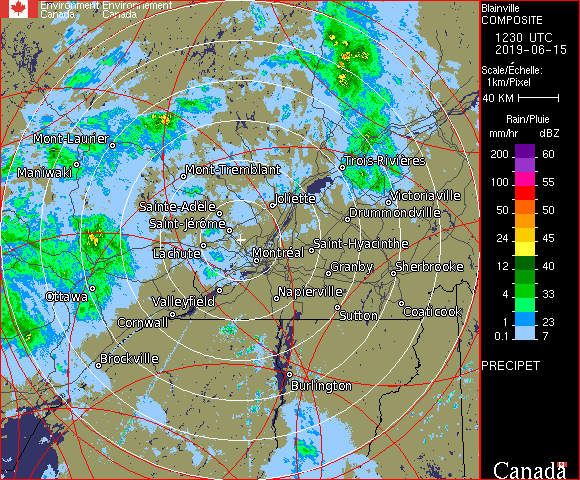 Environment Environnement
Canada Canada
Blainville
COMPOSITE
1230 UTC
2019-06-15
Scale/Échelle:
1km/Pixel
40 KM
Rain/Pluie
mm/hr dBZ
200 60
100 55
50 50
24 45
12 40
4 33
1 23
0.1 7
PRECIPET
Canada
Mont-Laurier
Maniwaki
Mont-Tremblant
Trois-Rivières
Sainte-Adèle
Joliette
Victoriaville
Saint-Jérôme
Drummondville
Lachute
Montréal
Saint-Hyacinthe
Granby
Sherbrooke
Ottawa
Valleyfield
Napierville
Cornwall
Sutton
Coaticook
Brockville
Burlington